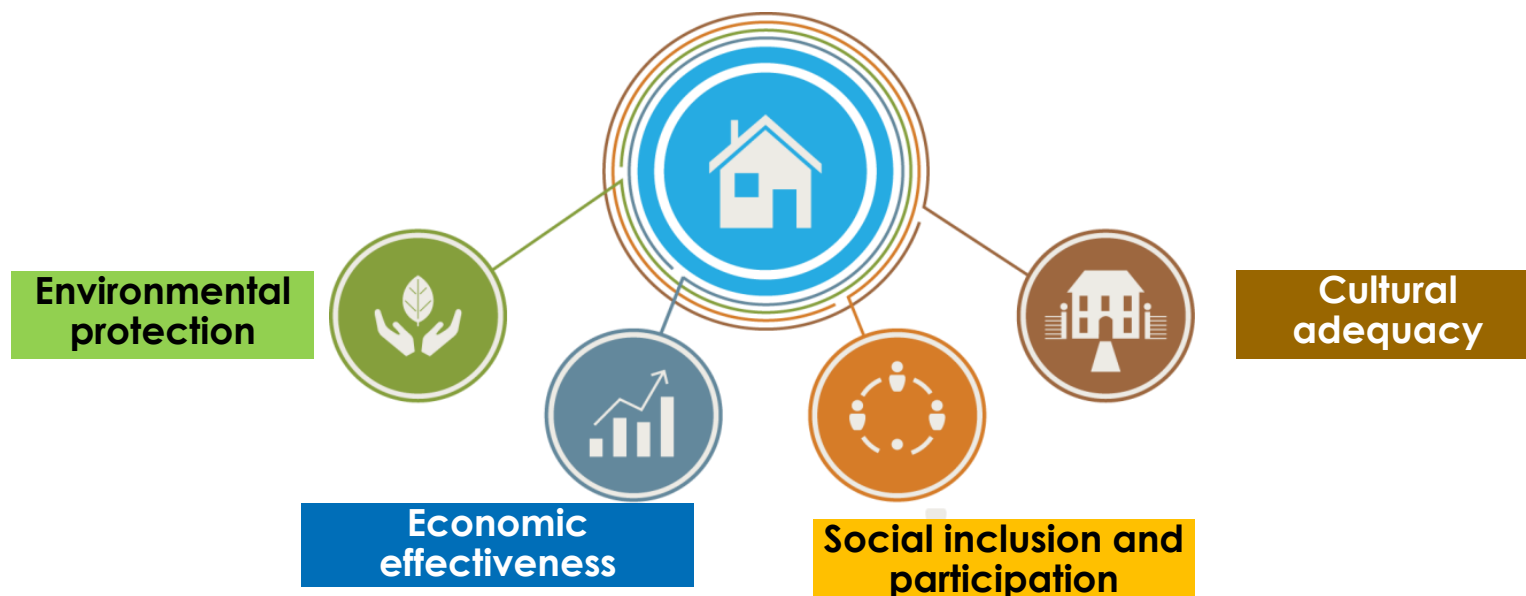 Environmental
protection
Economic
effectiveness
Social inclusion and
participation
Cultural
adequacy